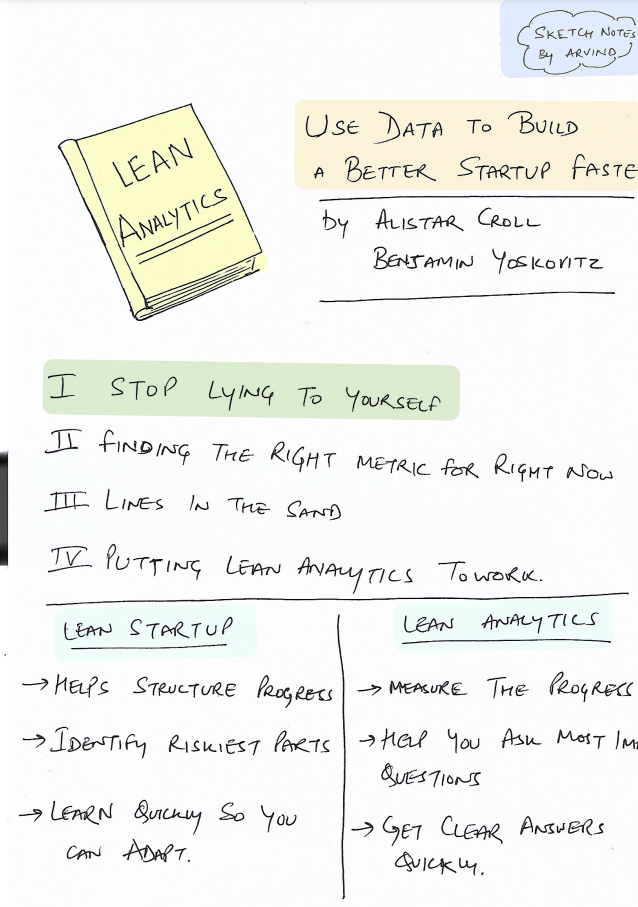 SKETCH NOTES
By ARVIND
LEAN
ANALYTICS
USE DATA TO BUILD
A BETTER STARTUP FASTE
by ALISTAR CROLL
BENJAMIN YOSKOVITZ
I STOP LYING TO YOURSELF
II FINDING THE RIGHT METRIC FOR RIGHT NOW
III LINES IN THE SAND
IV PUTTING LEAN ANALYTICS TO WORK.
LEAN STARTUP
→ HELPS STRUCTURE PROGRESS
→ IDENTIFY RISKIEST PARTS
→ LEARN QUICKLY SO YOU
CAN ADAPT.
LEAN ANALYTICS
→ MEASURE THE PROGRESS
→ HELP YOU ASK MOST IM
QUESTIONS
→ GET CLEAR ANSWERS
QUICKLY.